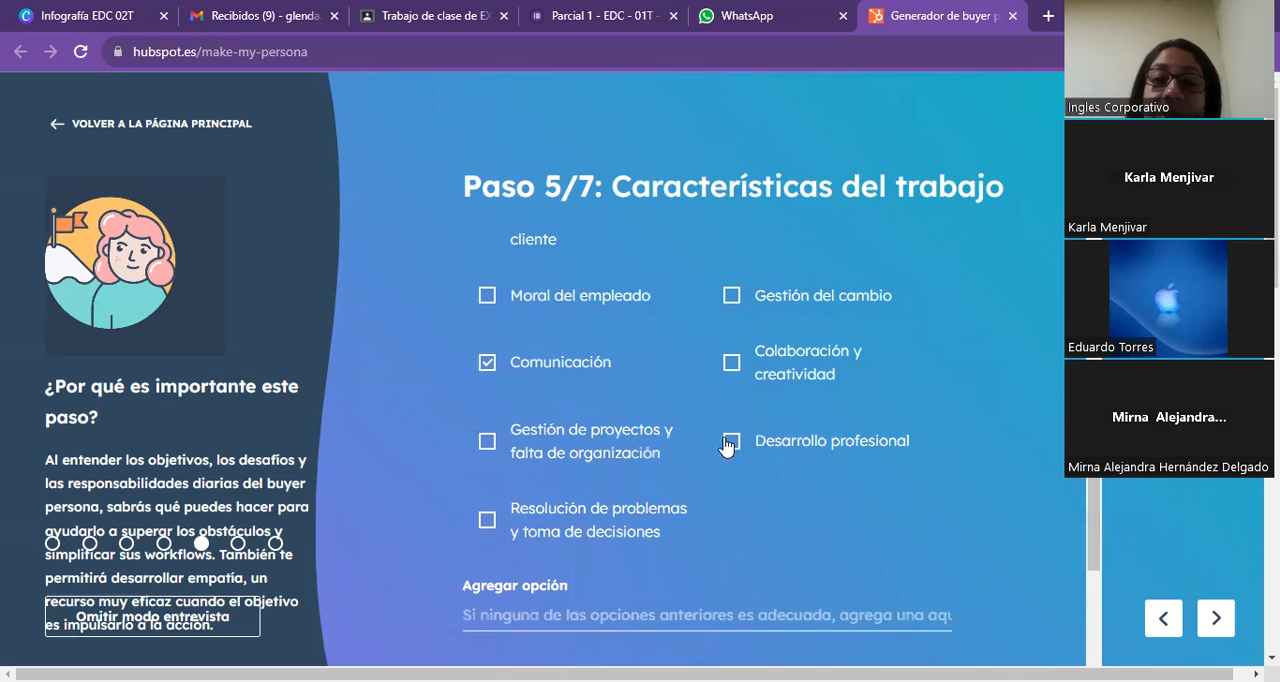 Infografía EDC 02T
Recibidos (9) - glenda.
Trabajo de clase de EX
Parcial 1 - EDC - 01T -
WhatsApp
Generador de buyer p
hubspot.es/make-my-persona
VOLVER A LA PÁGINA PRINCIPAL
¿Por qué es importante este
paso?
Al entender los objetivos, los desafíos y
las responsabilidades diarias del buyer
persona, sabrás qué puedes hacer para
ayudarlo a superar los obstáculos y
simplificar sus workflows. También te
permitirá desarrollar empatía, un
recurso muy eficaz cuando el objetivo
es impulsarlo a la acción.
Omitir modo entrevista
Paso 5/7: Características del trabajo
cliente
Moral del empleado
Gestión del cambio
Comunicación
Colaboración y
creatividad
Gestión de proyectos y
falta de organización
Desarrollo profesional
Resolución de problemas
y toma de decisiones
Agregar opción
Si ninguna de las opciones anteriores es adecuada, agrega una aqu
Ingles Corporativo
Karla Menjivar
Karla Menjivar
Eduardo Torres
Mirna Alejandra...
Mirna Alejandra Hernández Delgado